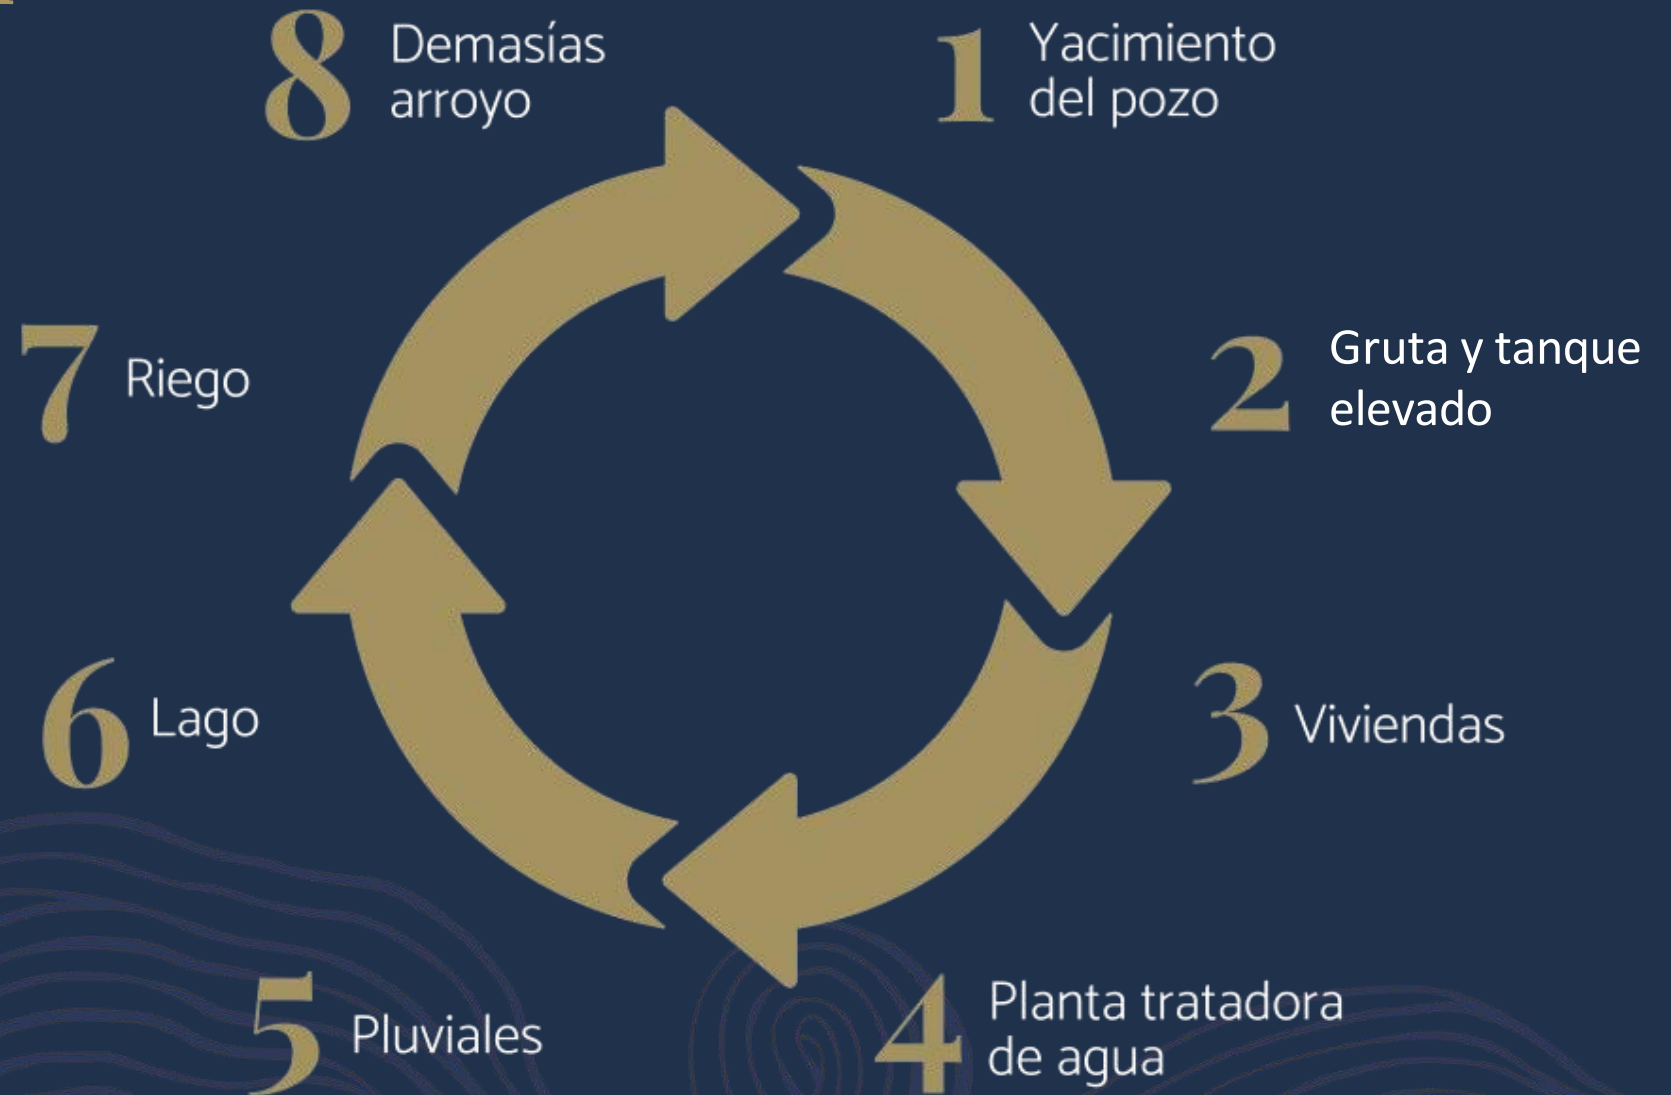 1 Yacimiento
del pozo
2 Gruta y tanque
elevado
3 Viviendas
4 Planta tratadora
de agua
5 Pluviales
6 Lago
7 Riego
8 Demasías
arroyo